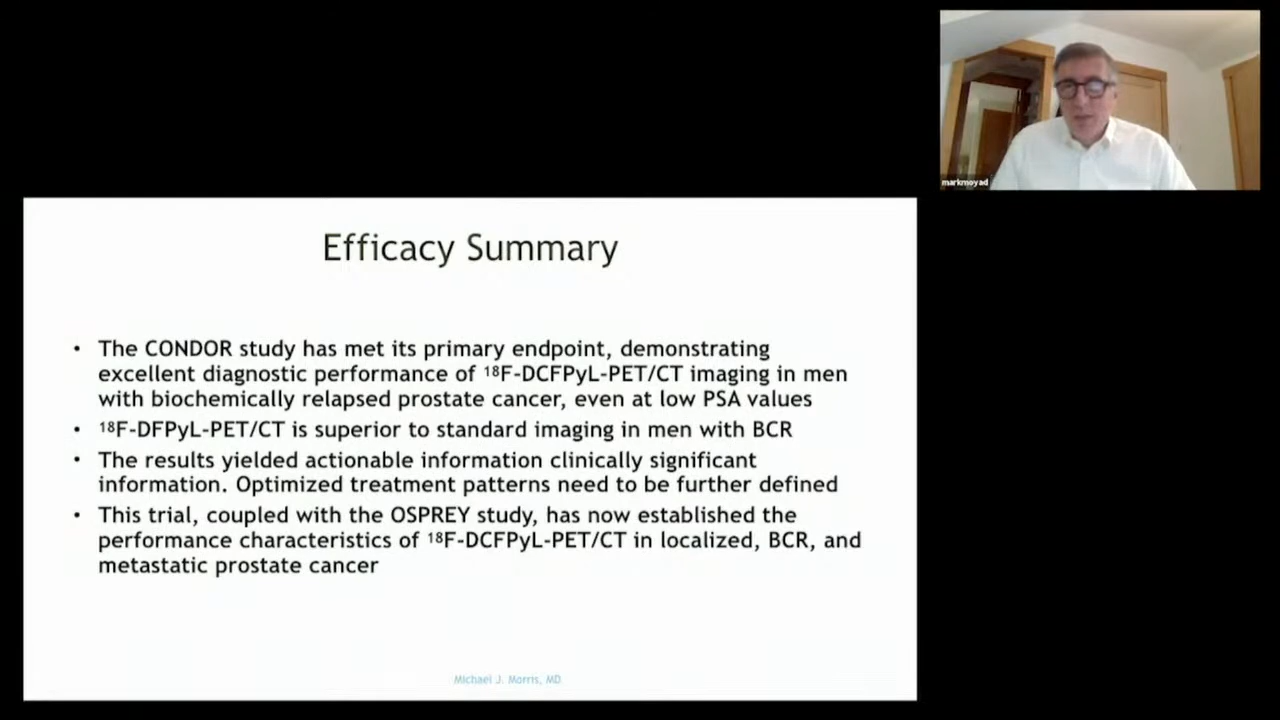 markmoyad
Efficacy Summary
• The CONDOR study has met its primary endpoint, demonstrating
excellent diagnostic performance of ¹⁸F-DCFPyL-PET/CT imaging in men
with biochemically relapsed prostate cancer, even at low PSA values
• ¹⁸F-DFPyL-PET/CT is superior to standard imaging in men with BCR
• The results yielded actionable information clinically significant
information. Optimized treatment patterns need to be further defined
• This trial, coupled with the OSPREY study, has now established the
performance characteristics of ¹⁸F-DCFPyL-PET/CT in localized, BCR, and
metastatic prostate cancer
Michael J. Morris, MD